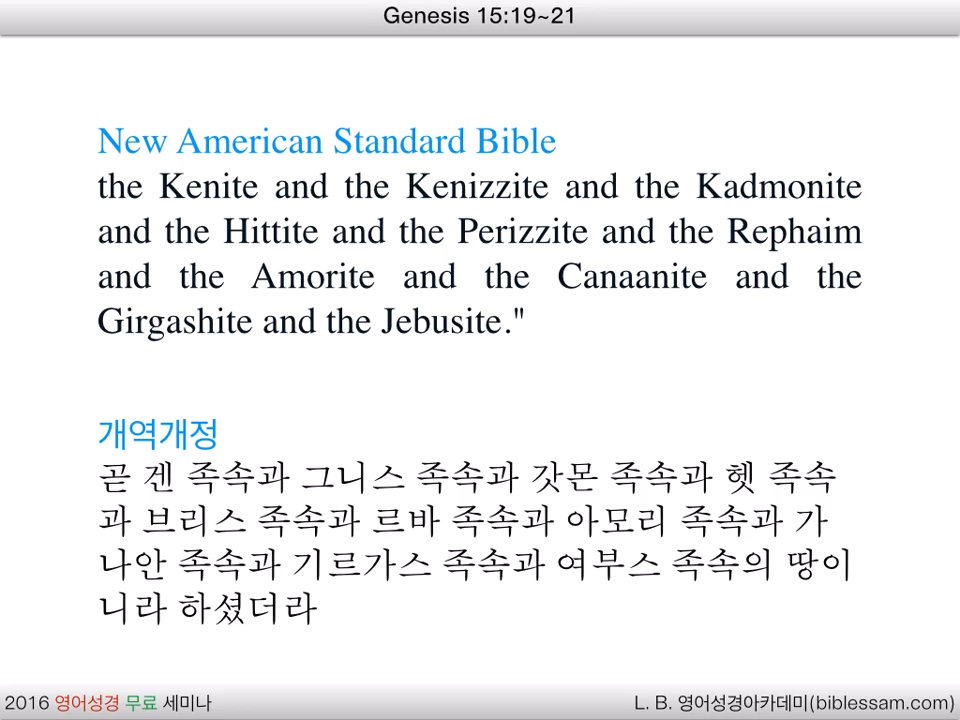 Genesis 15:19~21
New American Standard Bible
the Kenite and the Kenizzite and the Kadmonite
and the Hittite and the Perizzite and the Rephaim
and the Amorite and the Canaanite and the
Girgashite and the Jebusite."
개역개정
곧 겐 족속과 그니스 족속과 갓몬 족속과 헷 족속
과 브리스 족속과 르바 족속과 아모리 족속과 가
나안 족속과 기르가스 족속과 여부스 족속의 땅이
니라 하셨더라
2016 영어성경 무료 세미나
L. B. 영어성경아카데미(biblessam.com)